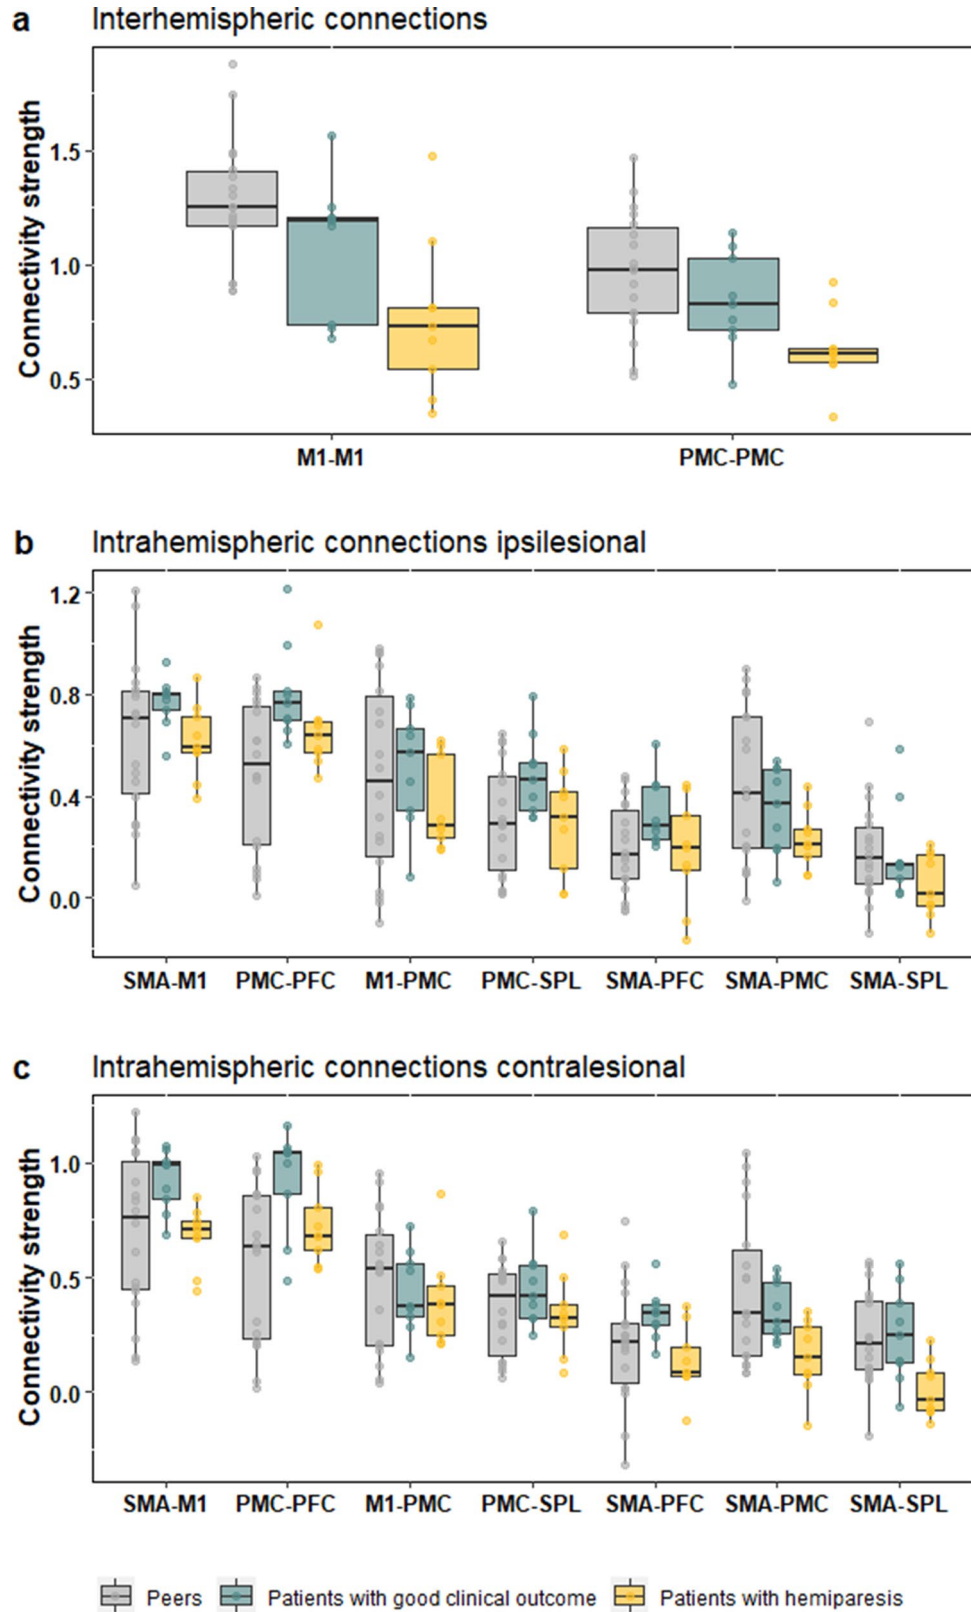 a Interhemispheric connections
Connectivity strength
1.5
1.0
0.5
M1-M1 PMC-PMC
b Intrahemispheric connections ipsilesional
Connectivity strength
1.2
0.8
0.4
0.0
SMA-M1 PMC-PFC M1-PMC PMC-SPL SMA-PFC SMA-PMC SMA-SPL
c Intrahemispheric connections contralesional
Connectivity strength
1.0
0.5
0.0
SMA-M1 PMC-PFC M1-PMC PMC-SPL SMA-PFC SMA-PMC SMA-SPL
Peers Patients with good clinical outcome Patients with hemiparesis